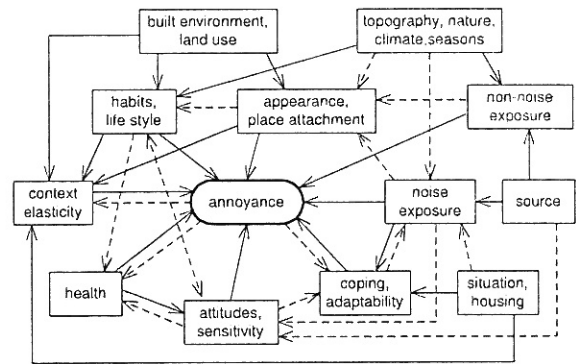 built environment,
land use
topography, nature,
climate,seasons
habits,
life style
appearance,
place attachment
non-noise
exposure
context
elasticity
annoyance
noise
exposure
source
health
attitudes,
sensitivity
coping,
adaptability
situation,
housing